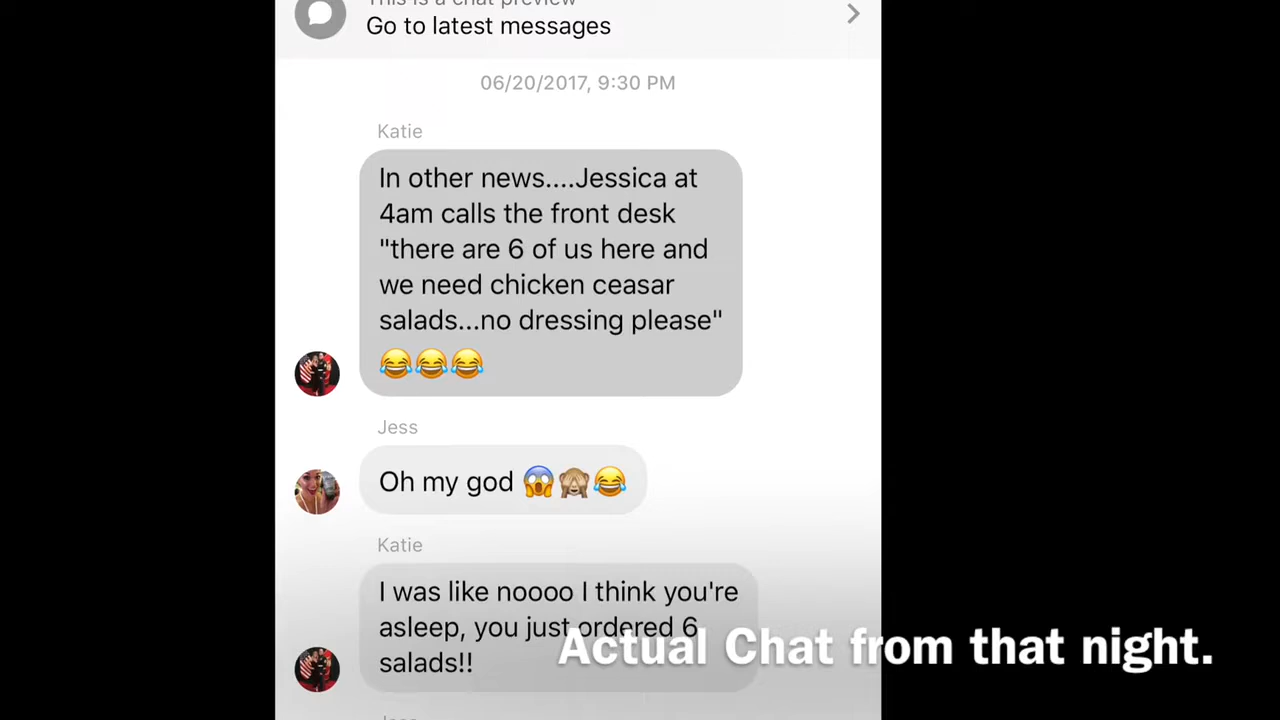 This is a chat preview
Go to latest messages
06/20/2017, 9:30 PM
Katie
In other news....Jessica at
4am calls the front desk
"there are 6 of us here and
we need chicken ceasar
salads...no dressing please"
😂😂😂
Jess
Oh my god 😱🙈😂
Katie
I was like noooo I think you're
asleep, you just ordered 6
salads!!
Actual Chat from that night.